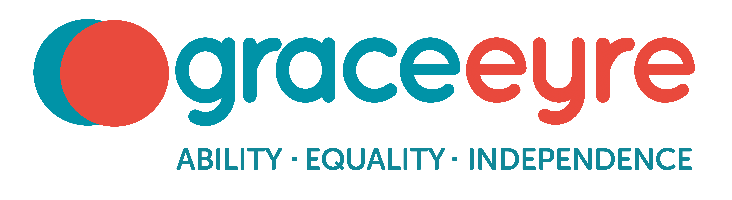 graceeyre
ABILITY · EQUALITY · INDEPENDENCE